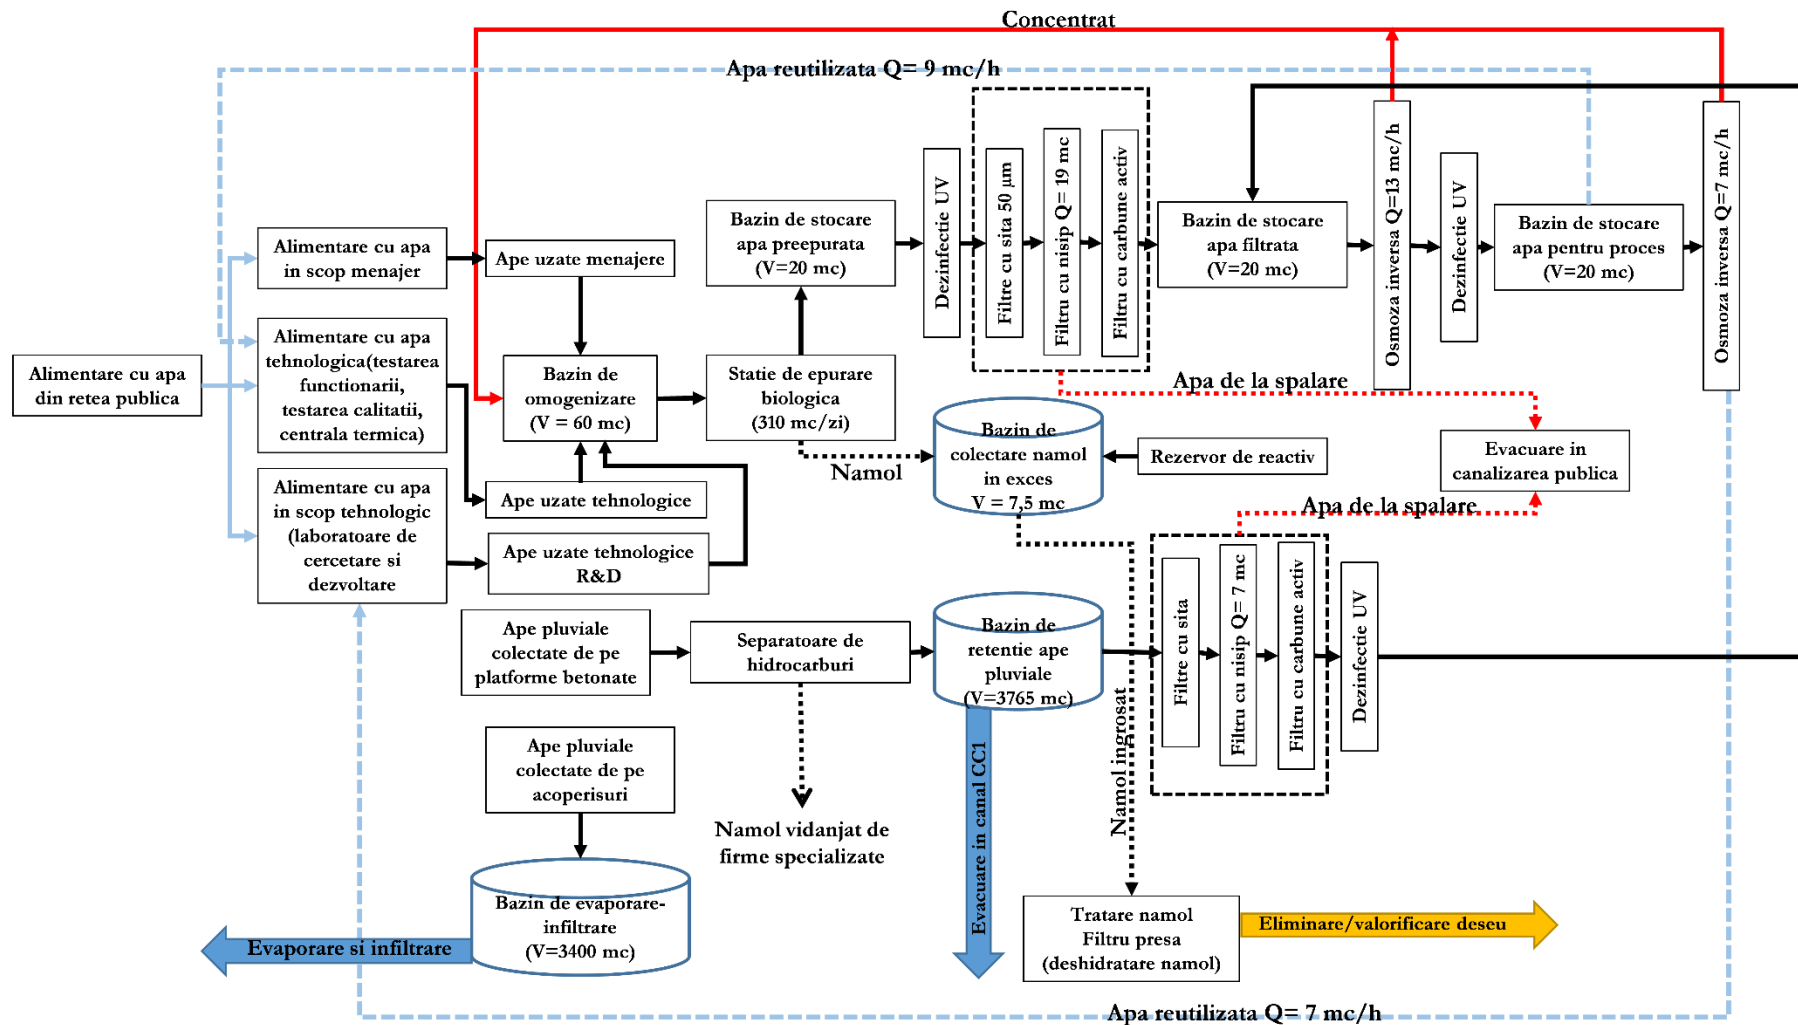 Concentrat
Apa reutilizata Q= 9 mc/h
Alimentare cu apa
din retea publica
Alimentare cu apa
in scop menajer
Alimentare cu apa
tehnologica(testarea
functionarii,
testarea calitatii,
centrala termica)
Alimentare cu apa
in scop tehnologic
(laboratoare de
cercetare si
dezvoltare
Ape uzate menajere
Bazin de
omogenizare
(V = 60 mc)
Ape uzate tehnologice
Ape uzate tehnologice
R&D
Bazin de stocare
apa preepurata
(V=20 mc)
Statie de epurare
biologica
(310 mc/zi)
Namol
Dezinfectie UV
Filtre cu sita 50 µm
Filtru cu nisip Q= 19 mc
Filtru cu carbune activ
Bazin de stocare
apa filtrata
(V=20 mc)
Osmoza inversa Q=13 mc/h
Dezinfectie UV
Bazin de stocare
apa pentru proces
(V=20 mc)
Osmoza inversa Q=7 mc/h
Apa de la spalare
Bazin de
colectare namol
in exces
V = 7,5 mc
Rezervor de reactiv
Evacuare in
canalizarea publica
Apa de la spalare
Ape pluviale
colectate de pe
platforme betonate
Separatoare de
hidrocarburi
Bazin de
retentie ape
pluviale
(V=3765 mc)
Filtre cu sita
Filtru cu nisip Q= 7 mc
Filtru cu carbune activ
Dezinfectie UV
Ape pluviale
colectate de pe
acoperisuri
Namol vidanjat de
firme specializate
Evacuare in canal CC1
Namol ingrosat
Bazin de evaporare-
infiltrare
(V=3400 mc)
Evaporare si infiltrare
Tratare namol
Filtru presa
(deshidratare namol)
Eliminare/valorificare deseu
Apa reutilizata Q= 7 mc/h